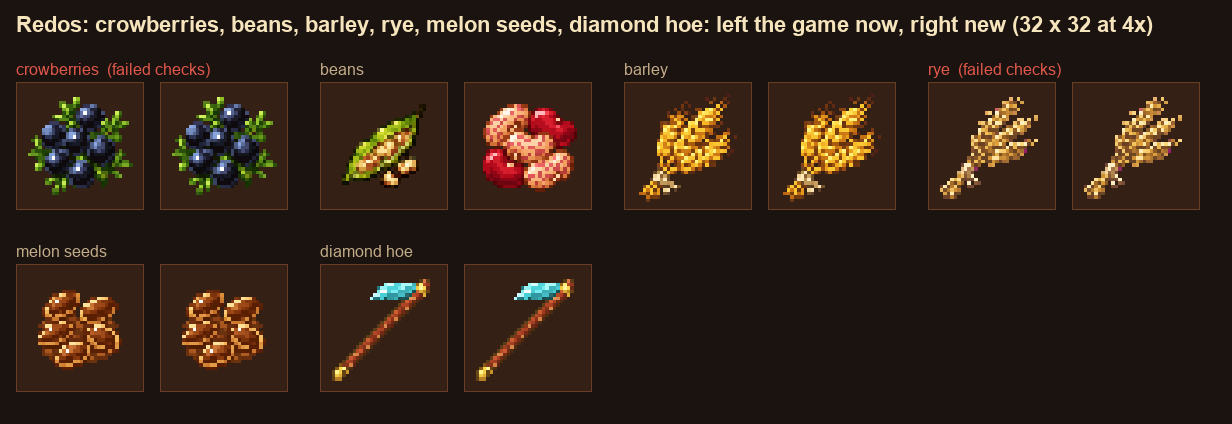 Redos: crowberries, beans, barley, rye, melon seeds, diamond hoe: left the game now, right new (32 x 32 at 4x)
crowberries (failed checks)
beans
barley
rye (failed checks)
melon seeds
diamond hoe